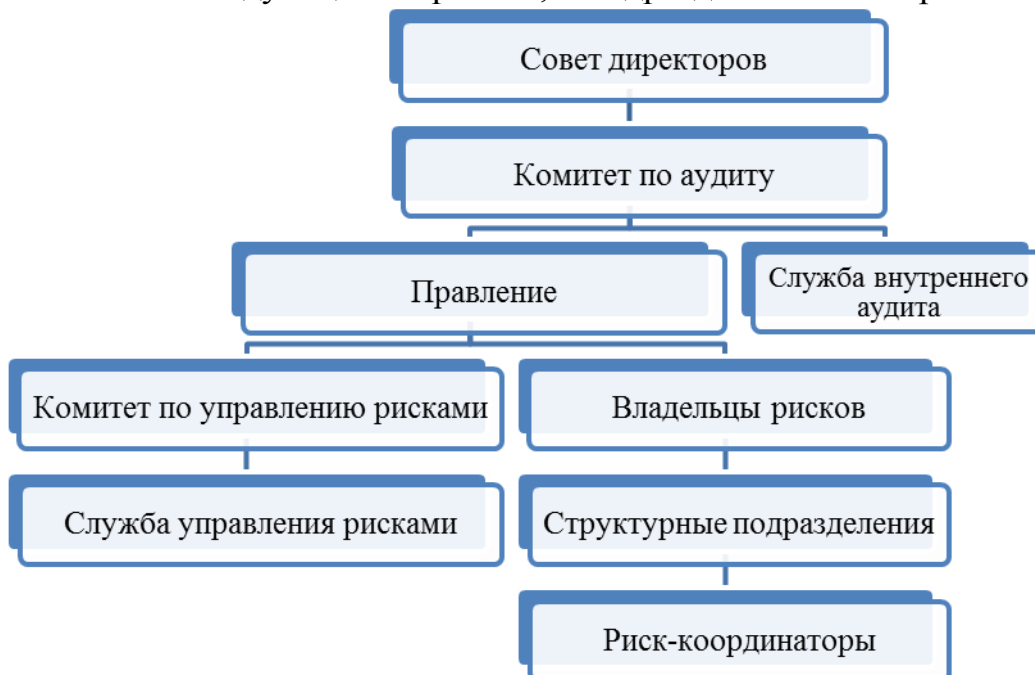 Совет директоров
Комитет по аудиту
Правление
Служба внутреннего
аудита
Комитет по управлению рисками
Владельцы рисков
Служба управления рисками
Структурные подразделения
Риск-координаторы